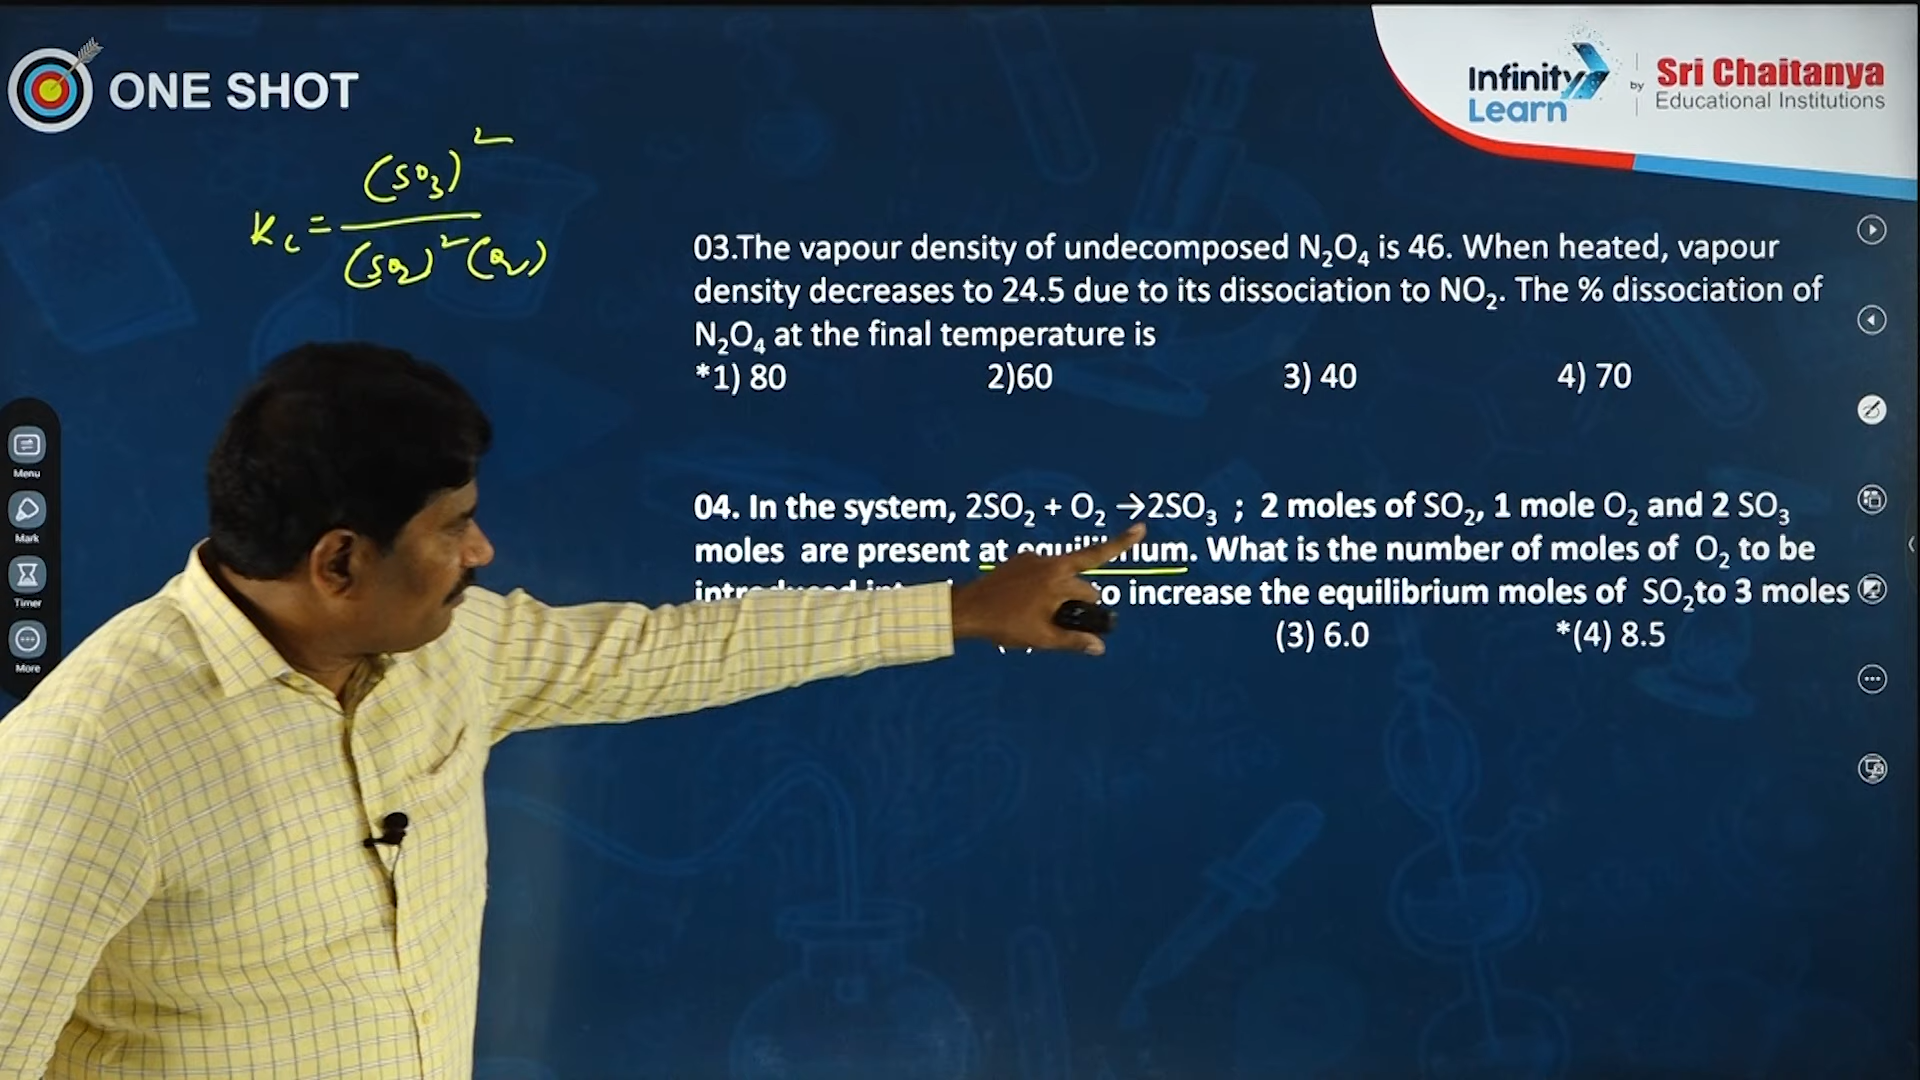 ONE SHOT
Infinity
Learn
by
Sri Chaitanya
Educational Institutions
Kc = (SO3)²
(SO2)² (O2)
03.The vapour density of undecomposed N₂O₄ is 46. When heated, vapour
density decreases to 24.5 due to its dissociation to NO₂. The % dissociation of
N₂O₄ at the final temperature is
*1) 80 2)60 3) 40 4) 70
04. In the system, 2SO₂ + O₂ →2SO₃ ; 2 moles of SO₂, 1 mole O₂ and 2 SO₃
moles are present at equilibrium. What is the number of moles of O₂ to be
to increase the equilibrium moles of SO₂to 3 moles
(3) 6.0 *(4) 8.5
Menu
Mark
Timer
More